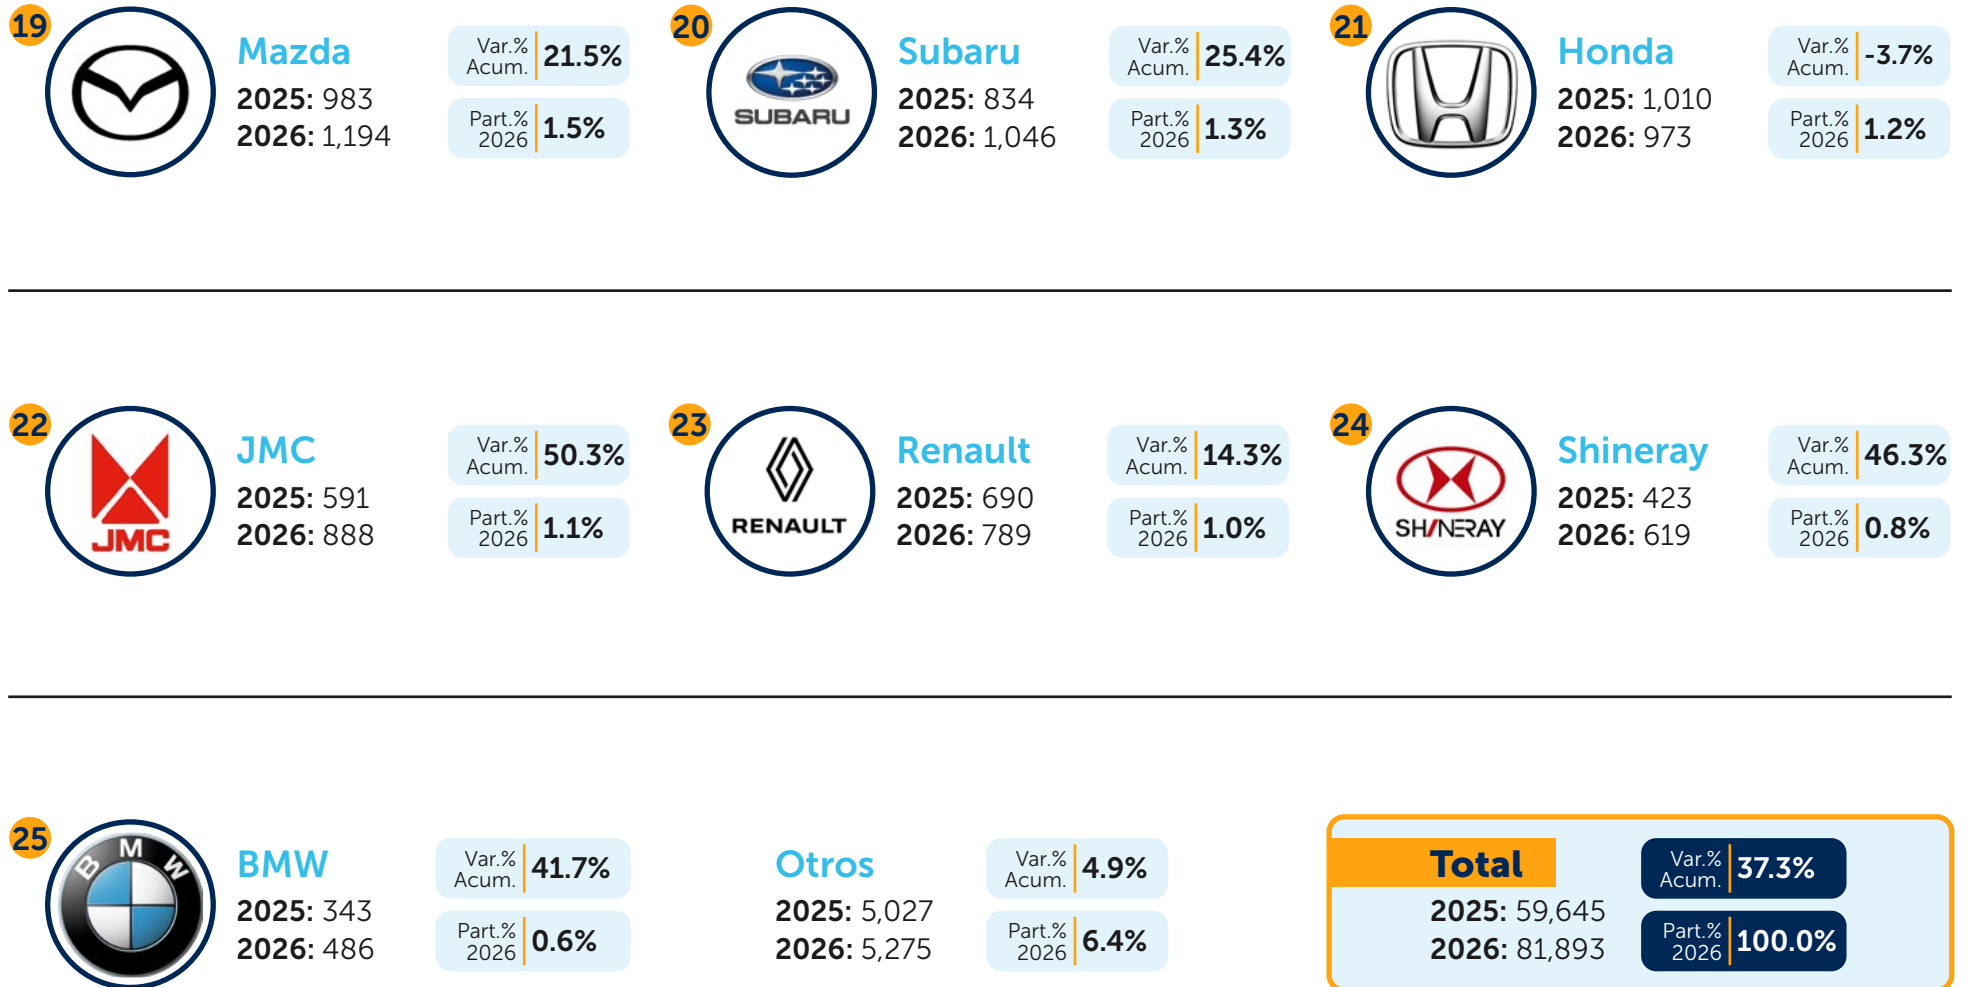 19
Mazda
2025: 983
2026: 1,194
Var.%
Acum.
21.5%
Part.%
2026
1.5%
20
SUBARU
Subaru
2025: 834
2026: 1,046
Var.%
Acum.
25.4%
Part.%
2026
1.3%
21
Honda
2025: 1,010
2026: 973
Var.%
Acum.
-3.7%
Part.%
2026
1.2%
22
JMC
JMC
2025: 591
2026: 888
Var.%
Acum.
50.3%
Part.%
2026
1.1%
23
RENAULT
Renault
2025: 690
2026: 789
Var.%
Acum.
14.3%
Part.%
2026
1.0%
24
SHINERAY
Shineray
2025: 423
2026: 619
Var.%
Acum.
46.3%
Part.%
2026
0.8%
25
BMW
BMW
2025: 343
2026: 486
Var.%
Acum.
41.7%
Part.%
2026
0.6%
Otros
2025: 5,027
2026: 5,275
Var.%
Acum.
4.9%
Part.%
2026
6.4%
Total
2025: 59,645
2026: 81,893
Var.%
Acum.
37.3%
Part.%
2026
100.0%